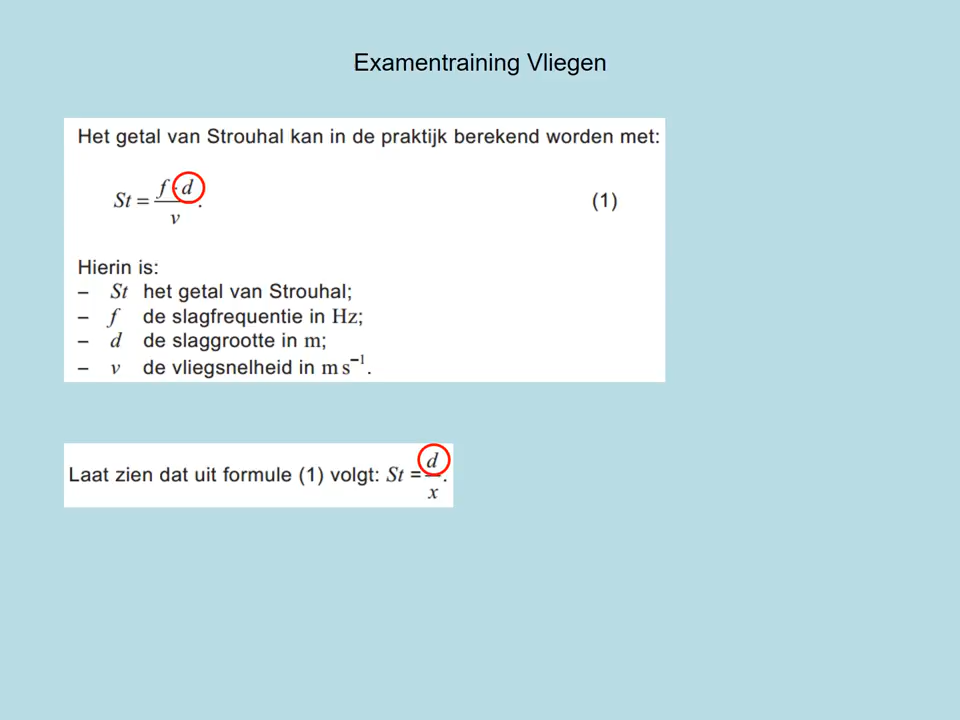 Examentraining Vliegen
Het getal van Strouhal kan in de praktijk berekend worden met:
St = f · d / v . (1)
Hierin is:
– St het getal van Strouhal;
– f de slagfrequentie in Hz;
– d de slaggrootte in m;
– v de vliegsnelheid in m s⁻¹.
Laat zien dat uit formule (1) volgt: St = d / x .